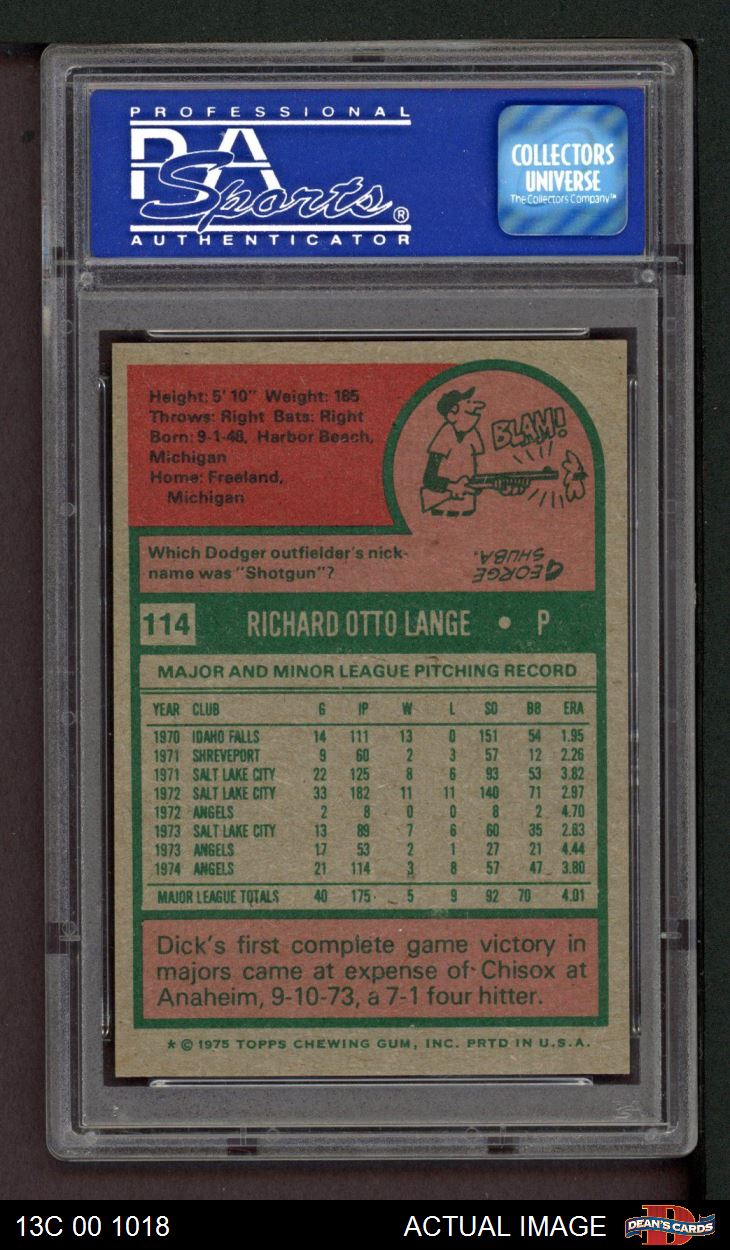 PROFESSIONAL
PSA
Sports®
AUTHENTICATOR
COLLECTORS
UNIVERSE
The Collectors Company™
Height: 5' 10" Weight: 185
Throws: Right Bats: Right
Born: 9-1-48, Harbor Beach,
Michigan
Home: Freeland,
Michigan
BLAM!
Which Dodger outfielder's nick-
name was "Shotgun"?
GEORGE
SHUBA.
114 RICHARD OTTO LANGE • P
MAJOR AND MINOR LEAGUE PITCHING RECORD
YEAR CLUB G IP W L SO BB ERA
1970 IDAHO FALLS 14 111 13 0 151 54 1.95
1971 SHREVEPORT 9 60 2 3 57 12 2.26
1971 SALT LAKE CITY 22 125 8 6 93 53 3.82
1972 SALT LAKE CITY 33 182 11 11 140 71 2.97
1972 ANGELS 2 8 0 0 8 2 4.70
1973 SALT LAKE CITY 13 89 7 6 60 35 2.83
1973 ANGELS 17 53 2 1 27 21 4.44
1974 ANGELS 21 114 3 8 57 47 3.80
MAJOR LEAGUE TOTALS 40 175 5 9 92 70 4.01
Dick's first complete game victory in
majors came at expense of Chisox at
Anaheim, 9-10-73, a 7-1 four hitter.
* © 1975 TOPPS CHEWING GUM, INC. PRTD IN U.S.A.
13C 00 1018 ACTUAL IMAGE DEAN'S CARDS